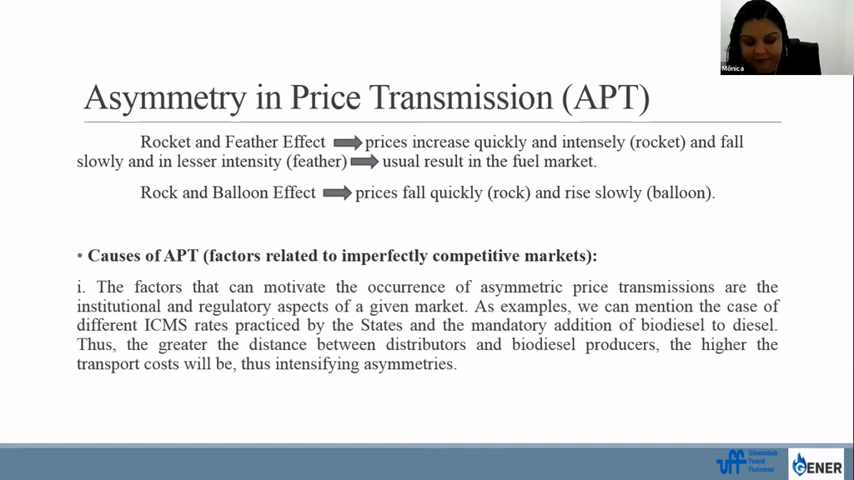 Mônica
Asymmetry in Price Transmission (APT)
Rocket and Feather Effect prices increase quickly and intensely (rocket) and fall
slowly and in lesser intensity (feather) usual result in the fuel market.
Rock and Balloon Effect prices fall quickly (rock) and rise slowly (balloon).
• Causes of APT (factors related to imperfectly competitive markets):
i. The factors that can motivate the occurrence of asymmetric price transmissions are the
institutional and regulatory aspects of a given market. As examples, we can mention the case of
different ICMS rates practiced by the States and the mandatory addition of biodiesel to diesel.
Thus, the greater the distance between distributors and biodiesel producers, the higher the
transport costs will be, thus intensifying asymmetries.
uff
Universidade
Federal
Fluminense
GENER